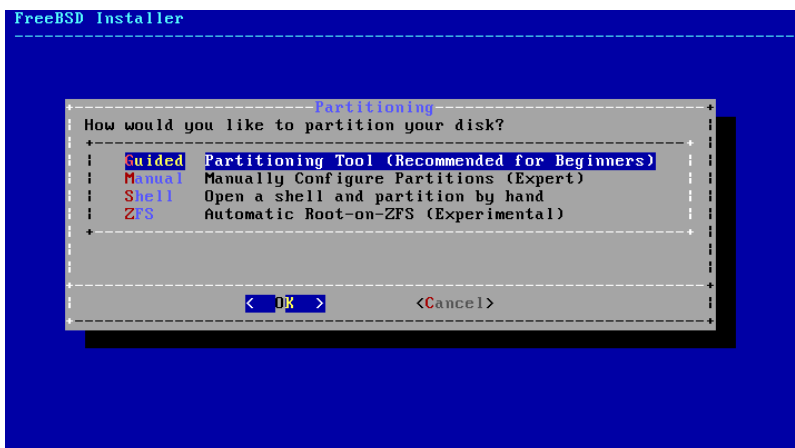 FreeBSD Installer
Partitioning
How would you like to partition your disk?
Guided Partitioning Tool (Recommended for Beginners)
Manual Manually Configure Partitions (Expert)
Shell Open a shell and partition by hand
ZFS Automatic Root-on-ZFS (Experimental)
< OK > <Cancel>